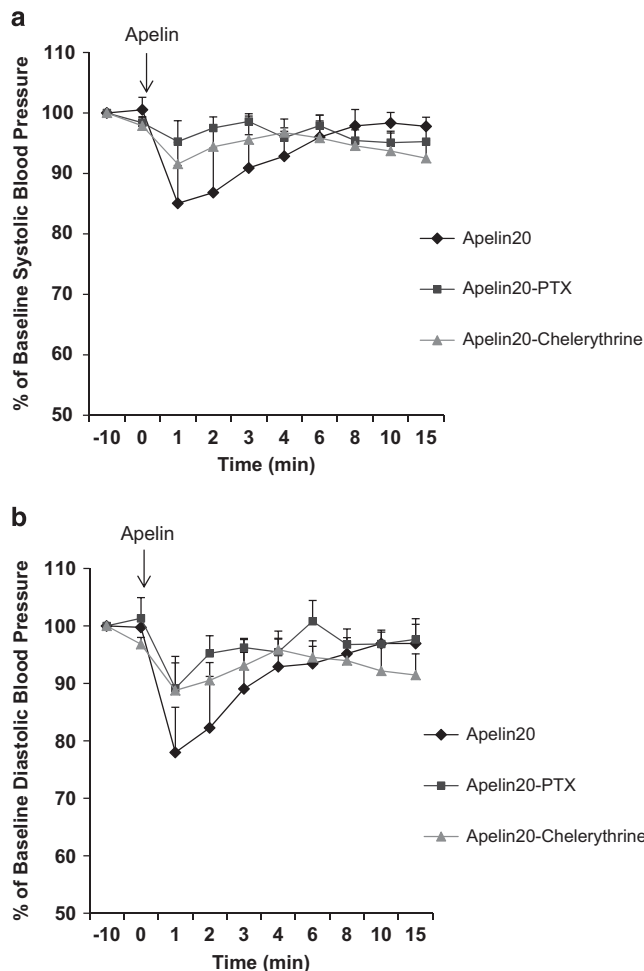 a
Apelin
110
100
90
80
70
60
50
% of Baseline Systolic Blood Pressure
-10 0 1 2 3 4 6 8 10 15
Time (min)
Apelin20
Apelin20-PTX
Apelin20-Chelerythrine
b
Apelin
110
100
90
80
70
60
50
% of Baseline Diastolic Blood Pressure
-10 0 1 2 3 4 6 8 10 15
Time (min)
Apelin20
Apelin20-PTX
Apelin20-Chelerythrine